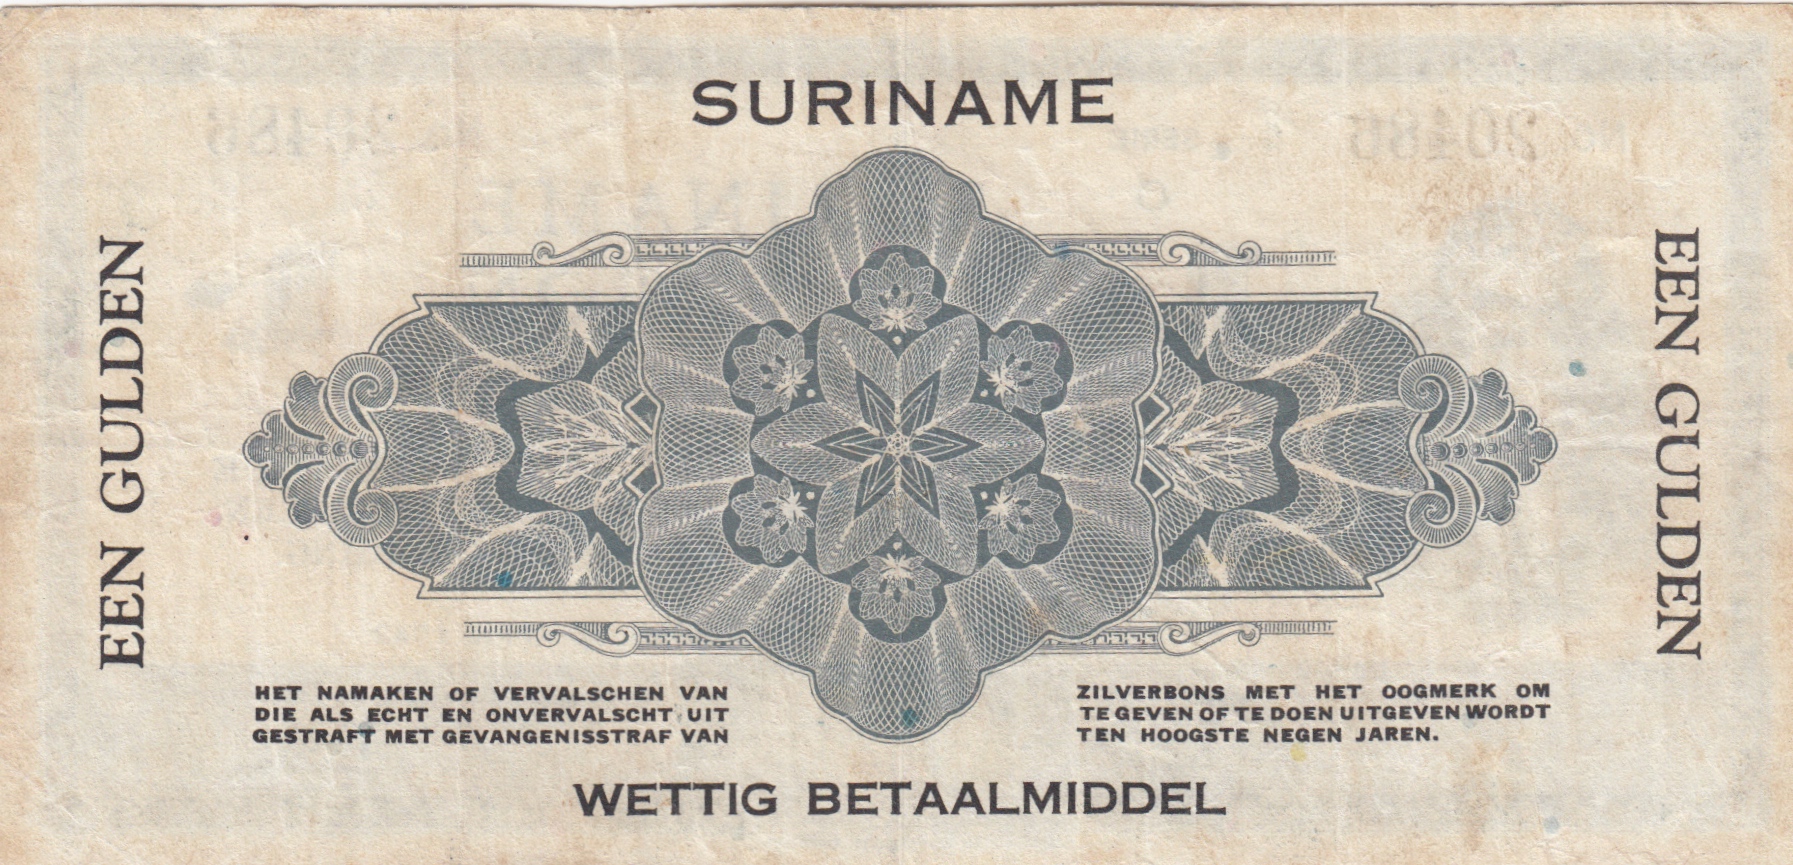 SURINAME
EEN GULDEN
EEN GULDEN
HET NAMAKEN OF VERVALSCHEN VAN
DIE ALS ECHT EN ONVERVALSCHT UIT
GESTRAFT MET GEVANGENISSTRAF VAN
ZILVERBONS MET HET OOGMERK OM
TE GEVEN OF TE DOEN UITGEVEN WORDT
TEN HOOGSTE NEGEN JAREN.
WETTIG BETAALMIDDEL